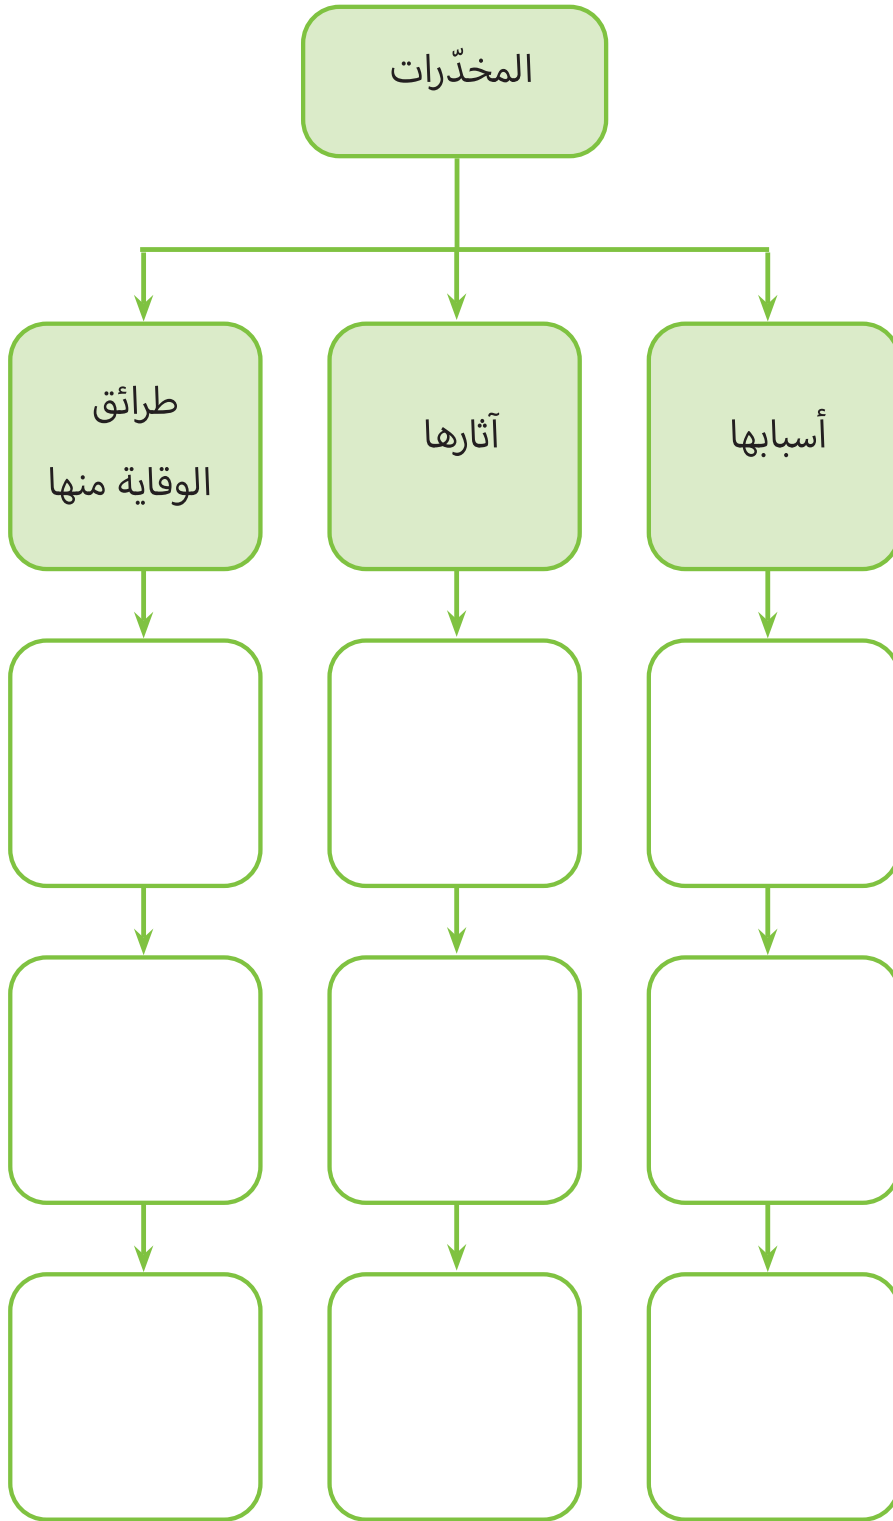 المخدّرات
أسبابها
آثارها
طرائق
الوقاية منها